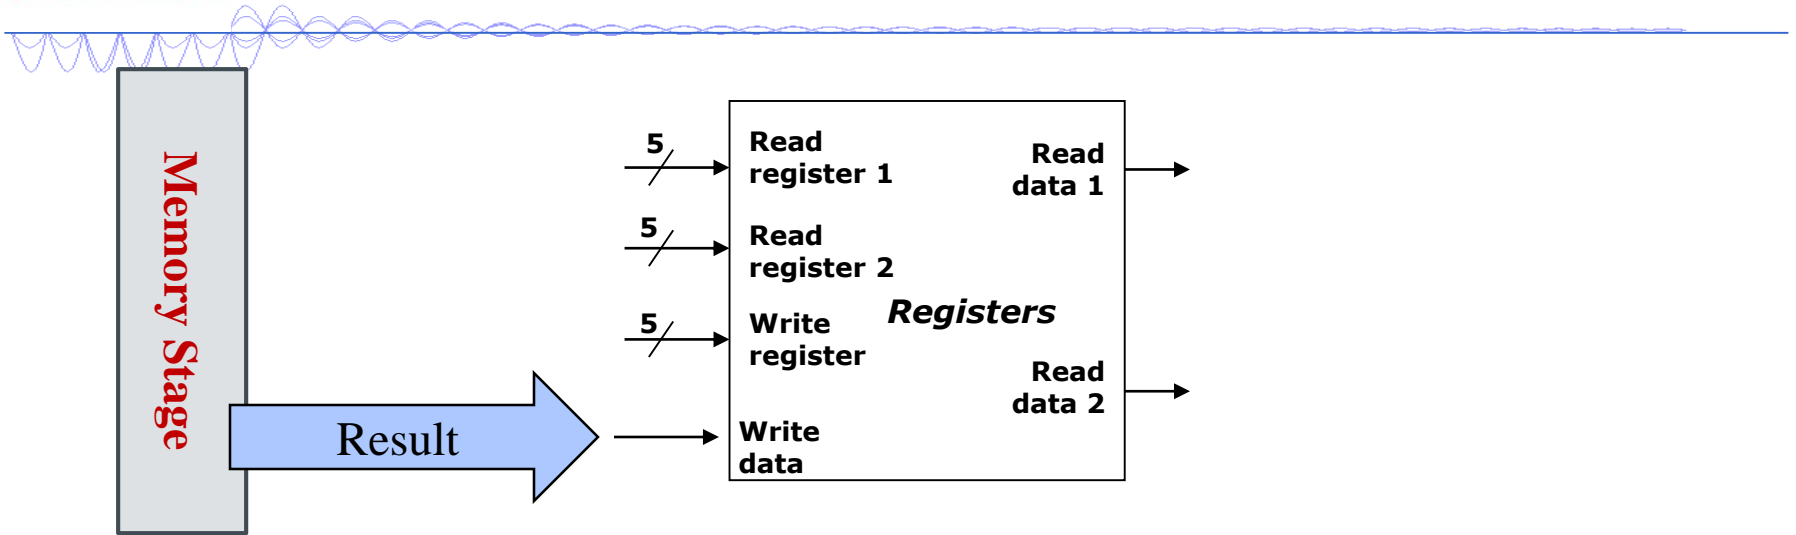 Memory Stage
Result
5
Read
register 1
5
Read
register 2
5
Write
register
Write
data
Registers
Read
data 1
Read
data 2